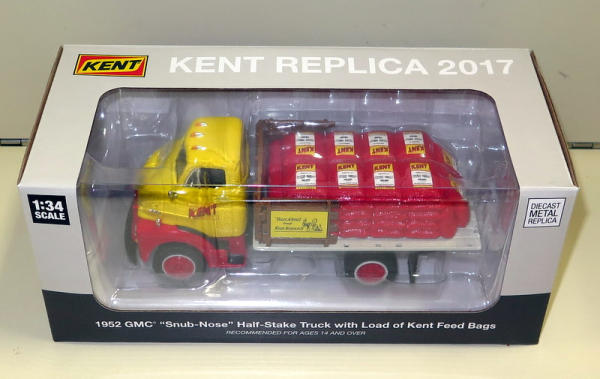 KENT
KENT REPLICA 2017
1:34
SCALE
KENT
KENT KENT KENT KENT
KENT KENT KENT KENT
DIECAST
METAL
REPLICA
1952 GMC® "Snub-Nose" Half-Stake Truck with Load of Kent Feed Bags
RECOMMENDED FOR AGES 14 AND OVER